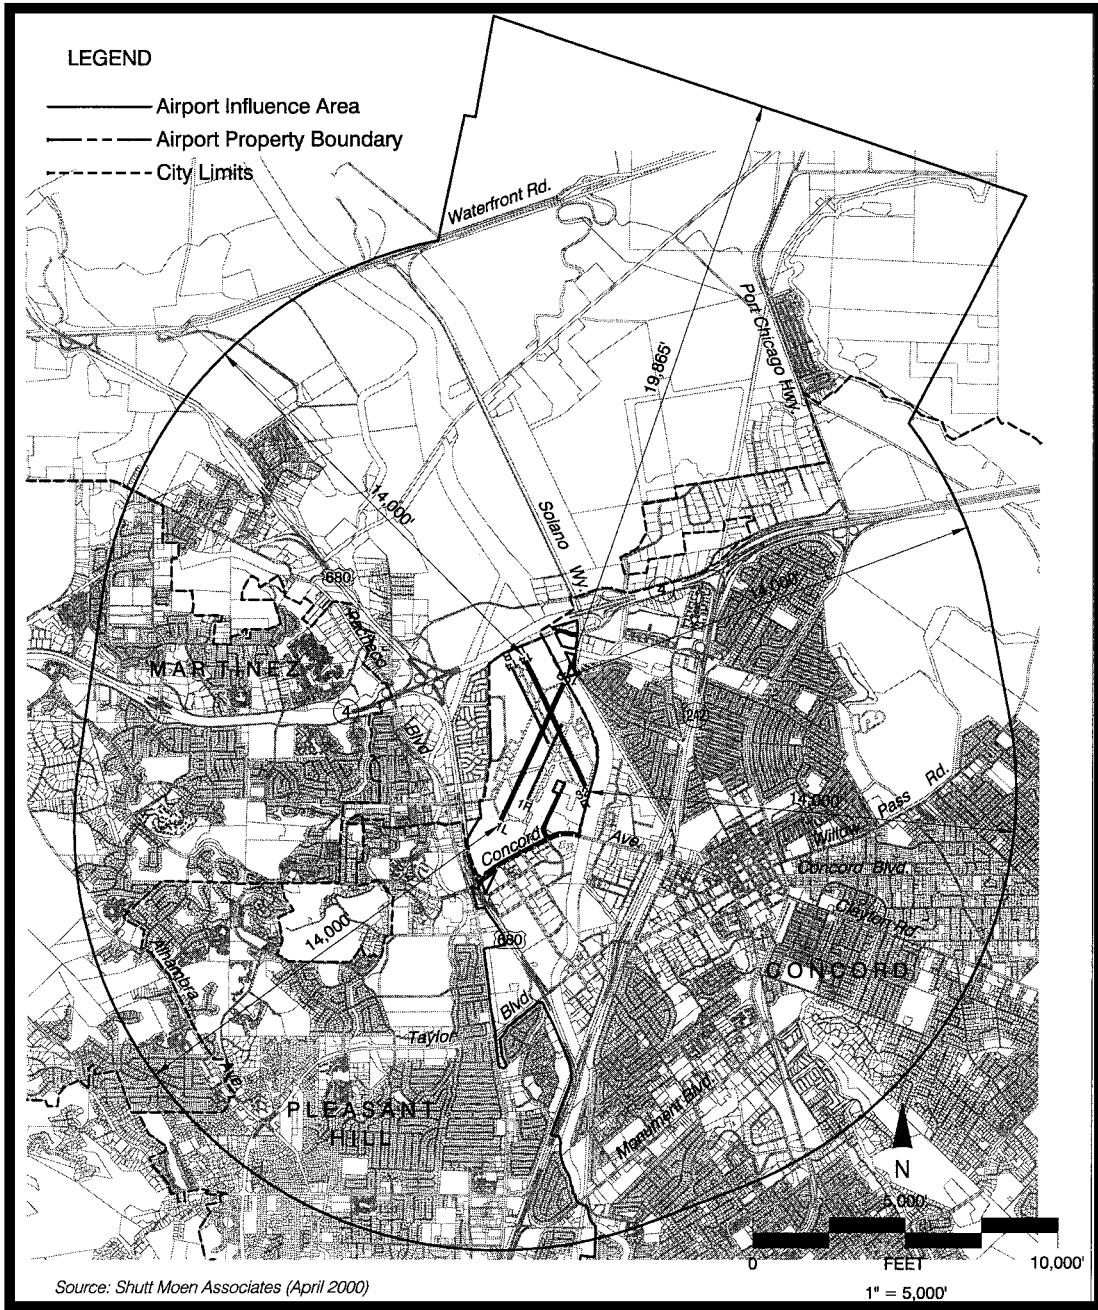 LEGEND
Airport Influence Area
Airport Property Boundary
City Limits
Waterfront Rd.
Port Chicago Hwy.
19,865'
14,000'
Solano Wy.
680
Pacheco Blvd.
4
14,000'
MARTINEZ
4
242
1R
1L
14,000'
Willow Pass Rd.
Concord Ave.
Concord Blvd.
Clayton Rd.
14,000'
680
CONCORD
Alhambra Ave.
Taylor Blvd.
PLEASANT HILL
Monument Blvd.
N
5,000'
0
FEET
10,000'
1" = 5,000'
Source: Shutt Moen Associates (April 2000)